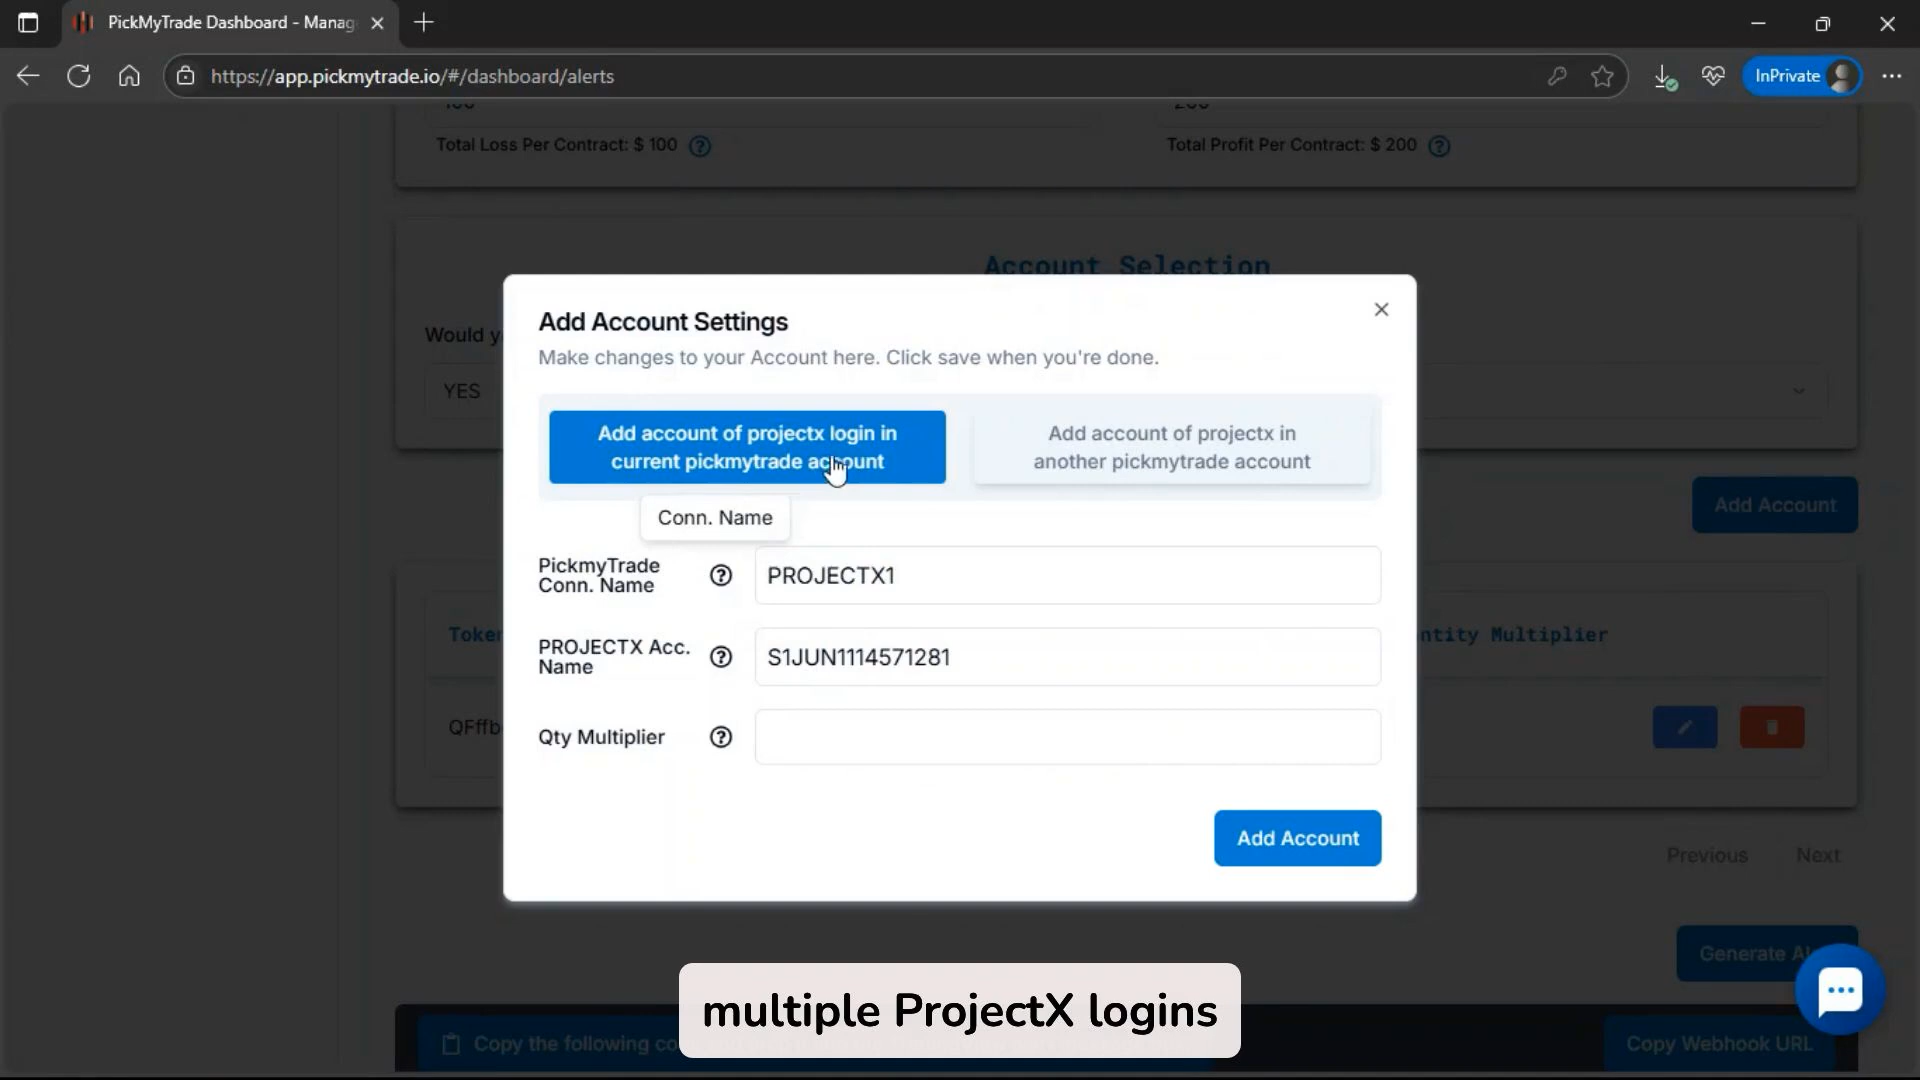 PickMyTrade Dashboard - Manag
https://app.pickmytrade.io/#/dashboard/alerts
InPrivate
Total Loss Per Contract: $ 100
Total Profit Per Contract: $ 200
Account Selection
Would
YES
Add Account Settings
Make changes to your Account here. Click save when you're done.
Add account of projectx login in
current pickmytrade account
Add account of projectx in
another pickmytrade account
Add Account
Conn. Name
PickmyTrade
Conn. Name
PROJECTX1
PROJECTX Acc.
Name
S1JUN1114571281
Token
ntity Multiplier
QFffb
Qty Multiplier
Add Account
Previous
Next
Generate Al
multiple ProjectX logins
Copy the following co
Copy Webhook URL